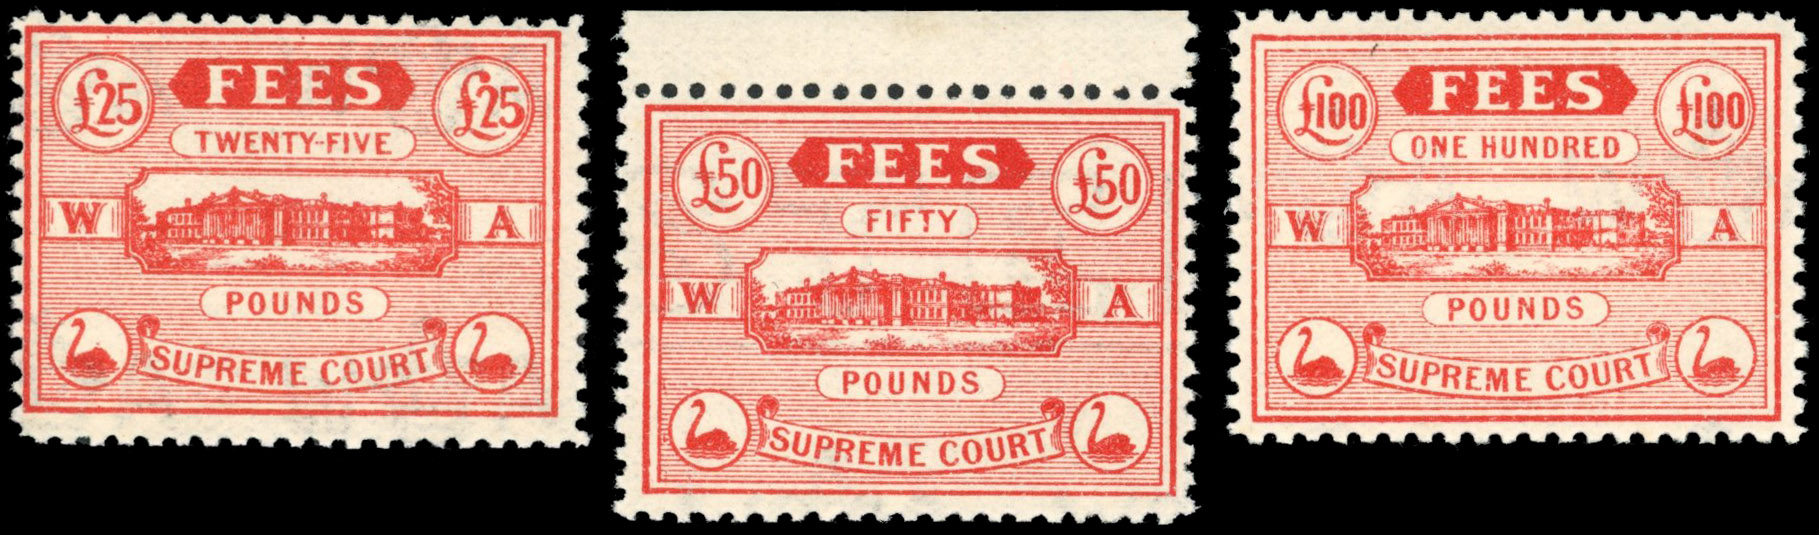 £25 FEES £25
TWENTY-FIVE
W A
POUNDS
SUPREME COURT
£50 FEES £50
FIFTY
W A
POUNDS
SUPREME COURT
£100 FEES £100
ONE HUNDRED
W A
POUNDS
SUPREME COURT